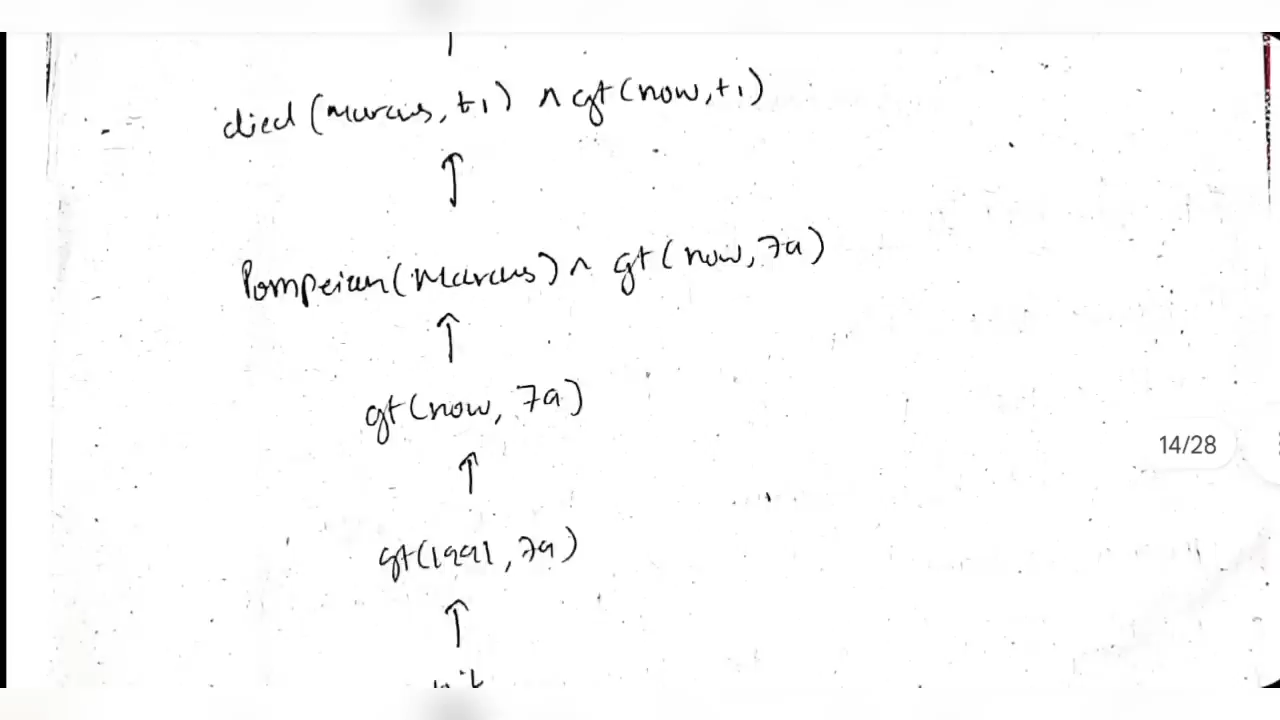 died (Marcus, t1) ∧ gt (now, t1)
↑
Pompeian (Marcus) ∧ gt (now, 79)
↑
gt (now, 79)
↑
14/28
gt (1991, 79)
↑